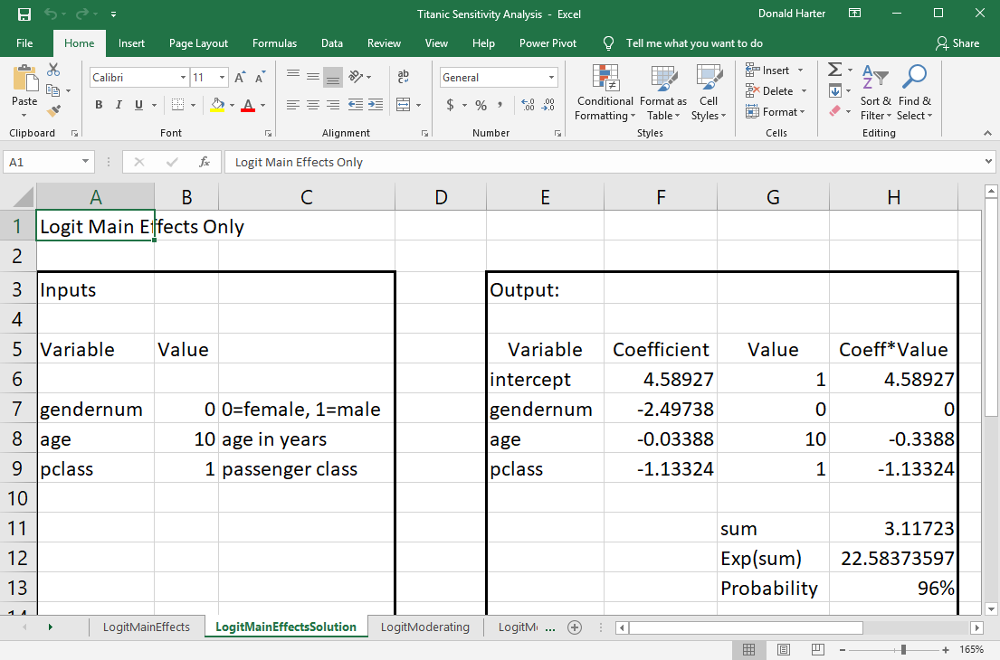 Titanic Sensitivity Analysis - Excel Donald Harter
File Home Insert Page Layout Formulas Data Review View Help Power Pivot Tell me what you want to do Share
Paste Calibri 11 A A ab General Conditional Formatting Format as Table Cell Styles Insert Delete Format Sort & Filter Find & Select
B I U A $ % , .00 .0
Clipboard Font Alignment Number Styles Cells Editing
A1 fx Logit Main Effects Only
A B C D E F G H
1 Logit Main Effects Only
2
3 Inputs Output:
4
5 Variable Value Variable Coefficient Value Coeff*Value
6 intercept 4.58927 1 4.58927
7 gendernum 0 0=female, 1=male gendernum -2.49738 0 0
8 age 10 age in years age -0.03388 10 -0.3388
9 pclass 1 passenger class pclass -1.13324 1 -1.13324
10
11 sum 3.11723
12 Exp(sum) 22.58373597
13 Probability 96%
LogitMainEffects LogitMainEffectsSolution LogitModerating LogitM ...
165%